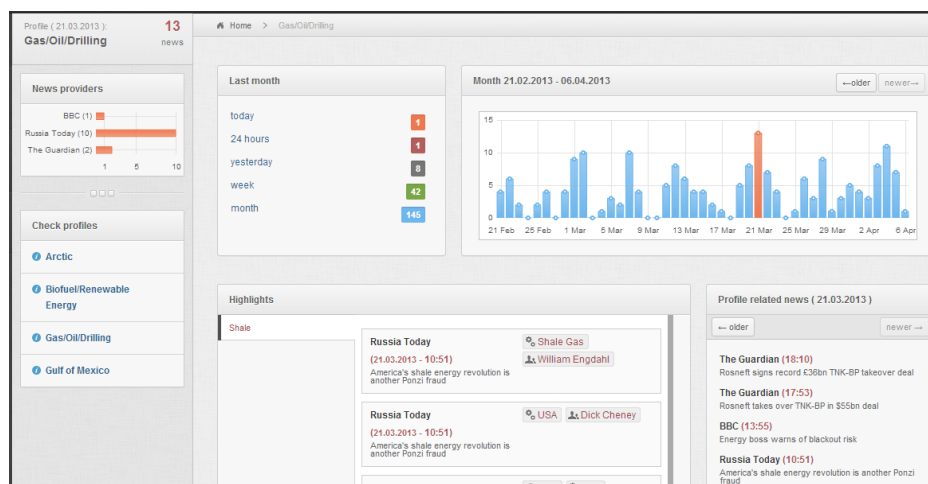 Profile ( 21.03.2013 ):
13
Gas/Oil/Drilling
news
Home > Gas/Oil/Drilling
News providers
BBC (1)
Russia Today (10)
The Guardian (2)
1 5 10
Check profiles
Arctic
Biofuel/Renewable
Energy
Gas/Oil/Drilling
Gulf of Mexico
Last month
today 1
24 hours 1
yesterday 8
week 42
month 145
Month 21.02.2013 - 06.04.2013
←older newer→
15
10
5
0
21 Feb 25 Feb 1 Mar 5 Mar 9 Mar 13 Mar 17 Mar 21 Mar 25 Mar 29 Mar 2 Apr 6 Apr
Highlights
Shale
Russia Today
Shale Gas
(21.03.2013 - 10:51)
William Engdahl
America's shale energy revolution is
another Ponzi fraud
Russia Today
USA Dick Cheney
(21.03.2013 - 10:51)
America's shale energy revolution is
another Ponzi fraud
Profile related news ( 21.03.2013 )
← older newer →
The Guardian (18:10)
Rosneft signs record £36bn TNK-BP takeover deal
The Guardian (17:53)
Rosneft takes over TNK-BP in $55bn deal
BBC (13:55)
Energy boss warns of blackout risk
Russia Today (10:51)
America's shale energy revolution is another Ponzi
fraud